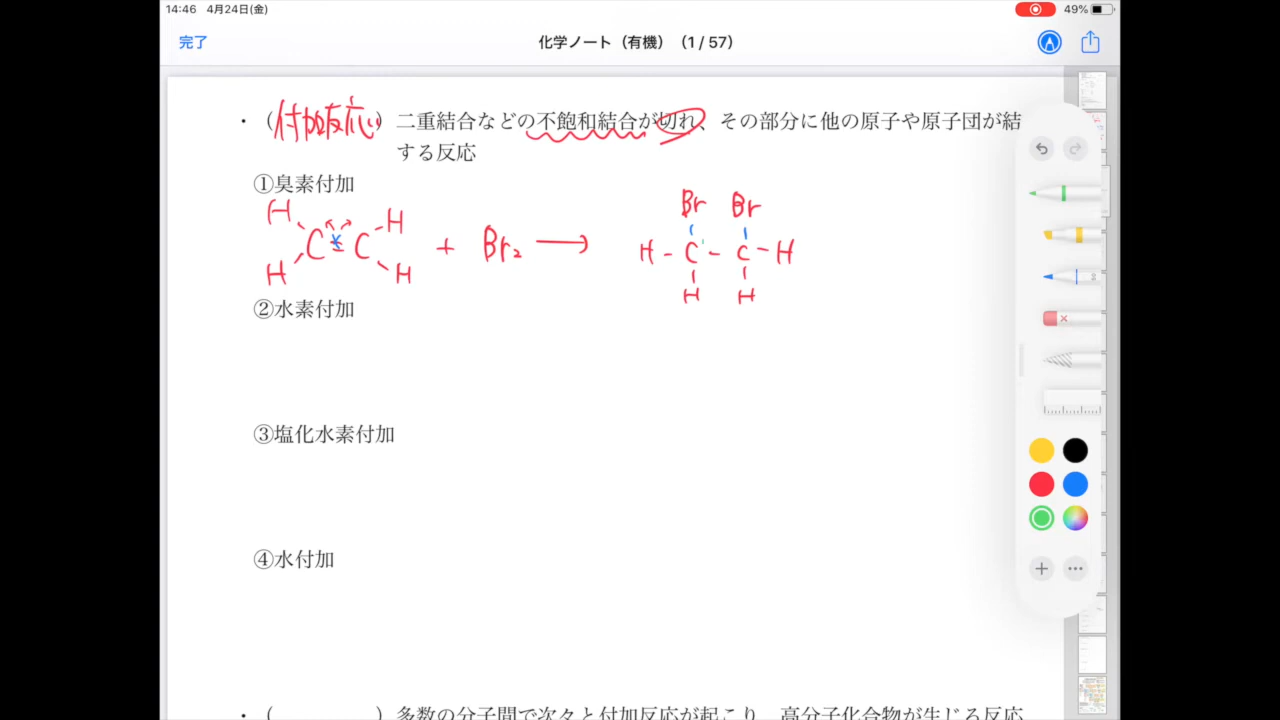 14:46 4月24日(金)
49%
完了
化学ノート（有機）（1 / 57）
・（付加反応）二重結合などの不飽和結合が切れ、その部分に他の原子や原子団が結
する反応
①臭素付加
Br Br
H H
C = C + Br₂ → H - C - C - H
H H
H H
②水素付加
③塩化水素付加
④水付加
・（ ）多数の分子間で次々と付加反応が起こり、高分子化合物が生じる反応